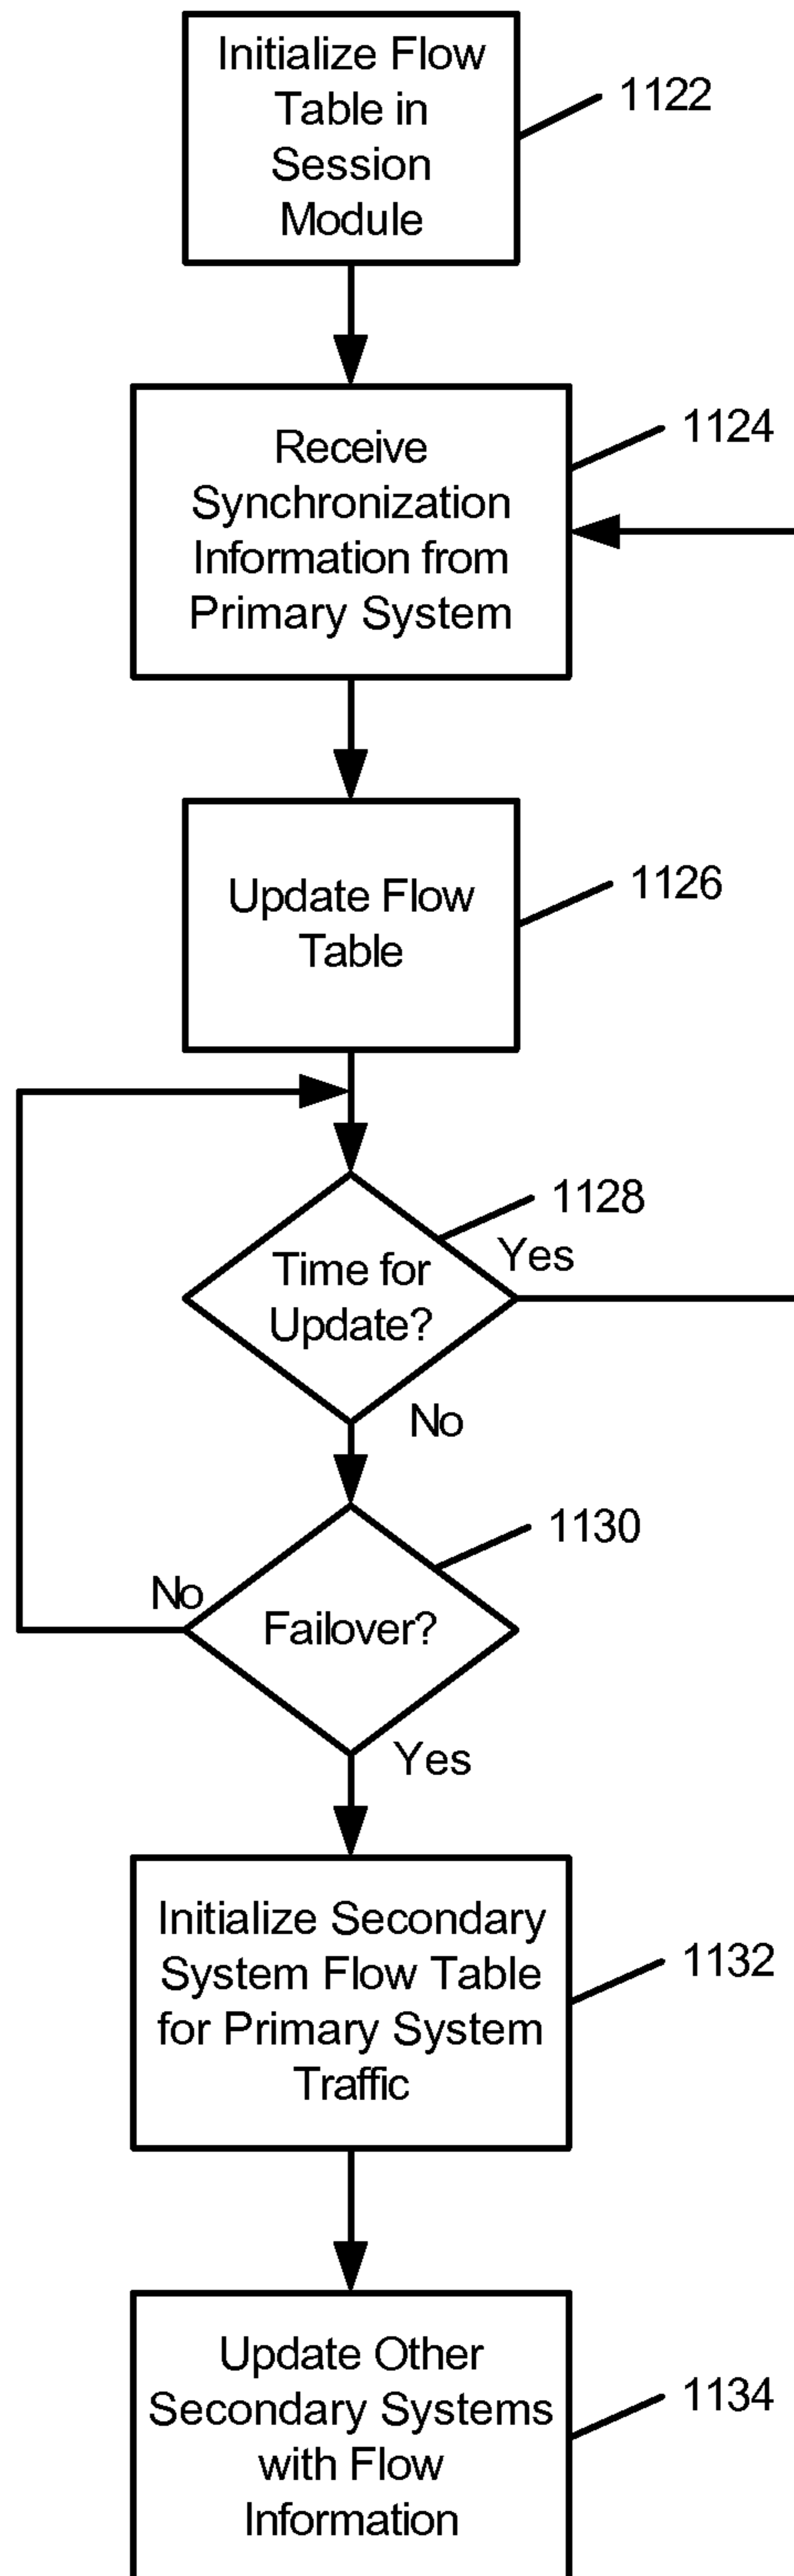 Initialize Flow
Table in
Session
Module
1122
Receive
Synchronization
Information from
Primary System
1124
Update Flow
Table
1126
1128
Time for
Update?
Yes
No
1130
Failover?
No
Yes
Initialize Secondary
System Flow Table
for Primary System
Traffic
1132
Update Other
Secondary Systems
with Flow
Information
1134